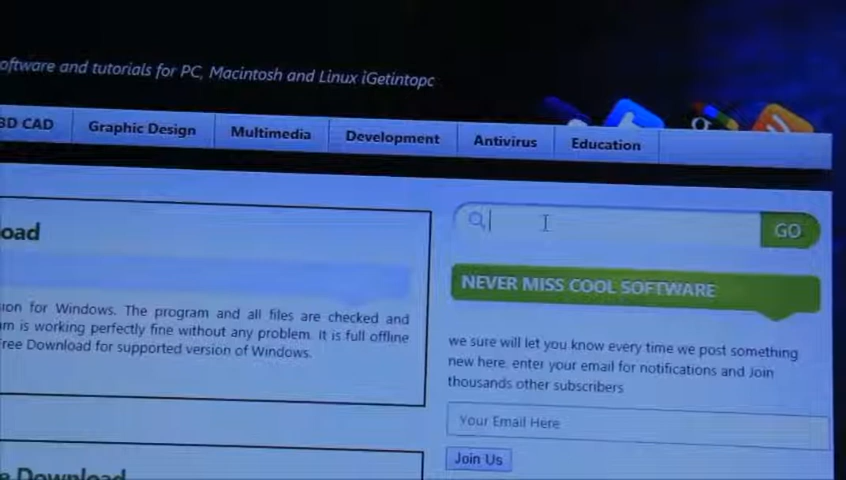 oftware and tutorials for PC, Macintosh and Linux iGetintopc
3D CAD
Graphic Design
Multimedia
Development
Antivirus
Education
oad
GO
NEVER MISS COOL SOFTWARE
ion for Windows. The program and all files are checked and
m is working perfectly fine without any problem. It is full offline
ree Download for supported version of Windows.
we sure will let you know every time we post something
new here, enter your email for notifications and Join
thousands other subscribers
Your Email Here
Join Us
e Download